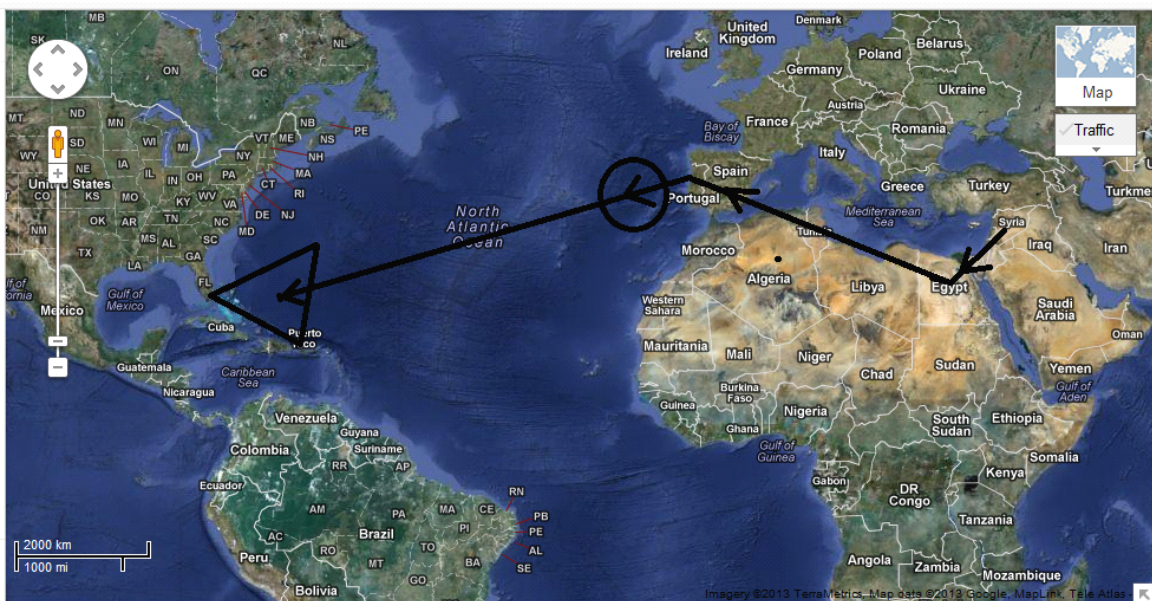 MB
Denmark
United
Kingdom
Ireland
Belarus
Poland
SK
NL
ON
QC
Germany
Ukraine
Map
Austria
France
Romania
Bay of
Biscay
Traffic
MT
ND
MN
NB
PE
NS
VT
ME
WI
MI
SD
WY
NY
NH
Italy
Spain
IA
NE
PA
MA
OH
IL
IN
CT
RI
Greece
Turkey
Turkme
United States
CO
KS
MO
WV
KY
VA
Portugal
DE
NJ
North
Atlantic
Ocean
Mediterranean
Sea
OK
AR
TN
NC
MD
NM
MS
AL
SC
Syria
Iraq
Iran
Morocco
TX
GA
LA
FL
Algeria
Libya
Egypt
Gulf of
Mexico
Mexico
Western
Sahara
Saudi
Arabia
Cuba
Puerto
Oman
Mauritania
Mali
Niger
Chad
Sudan
Yemen
Guatemala
Caribbean
Sea
Nicaragua
Burkina
Faso
Gulf of
Aden
Guinea
Nigeria
Ethiopia
Venezuela
Ghana
South
Sudan
Guyana
Suriname
Colombia
Gulf of
Guinea
Somalia
RR
AP
Kenya
Ecuador
Gabon
DR
Congo
RN
AM
PA
MA
CE
PB
PI
PE
Tanzania
AC
Brazil
TO
AL
2000 km
Peru
RO
MT
BA
SE
Angola
Zambia
1000 mi
GO
Mozambique
Bolivia
Imagery ©2013 TerraMetrics, Map data ©2013 Google, MapLink, Tele Atlas -